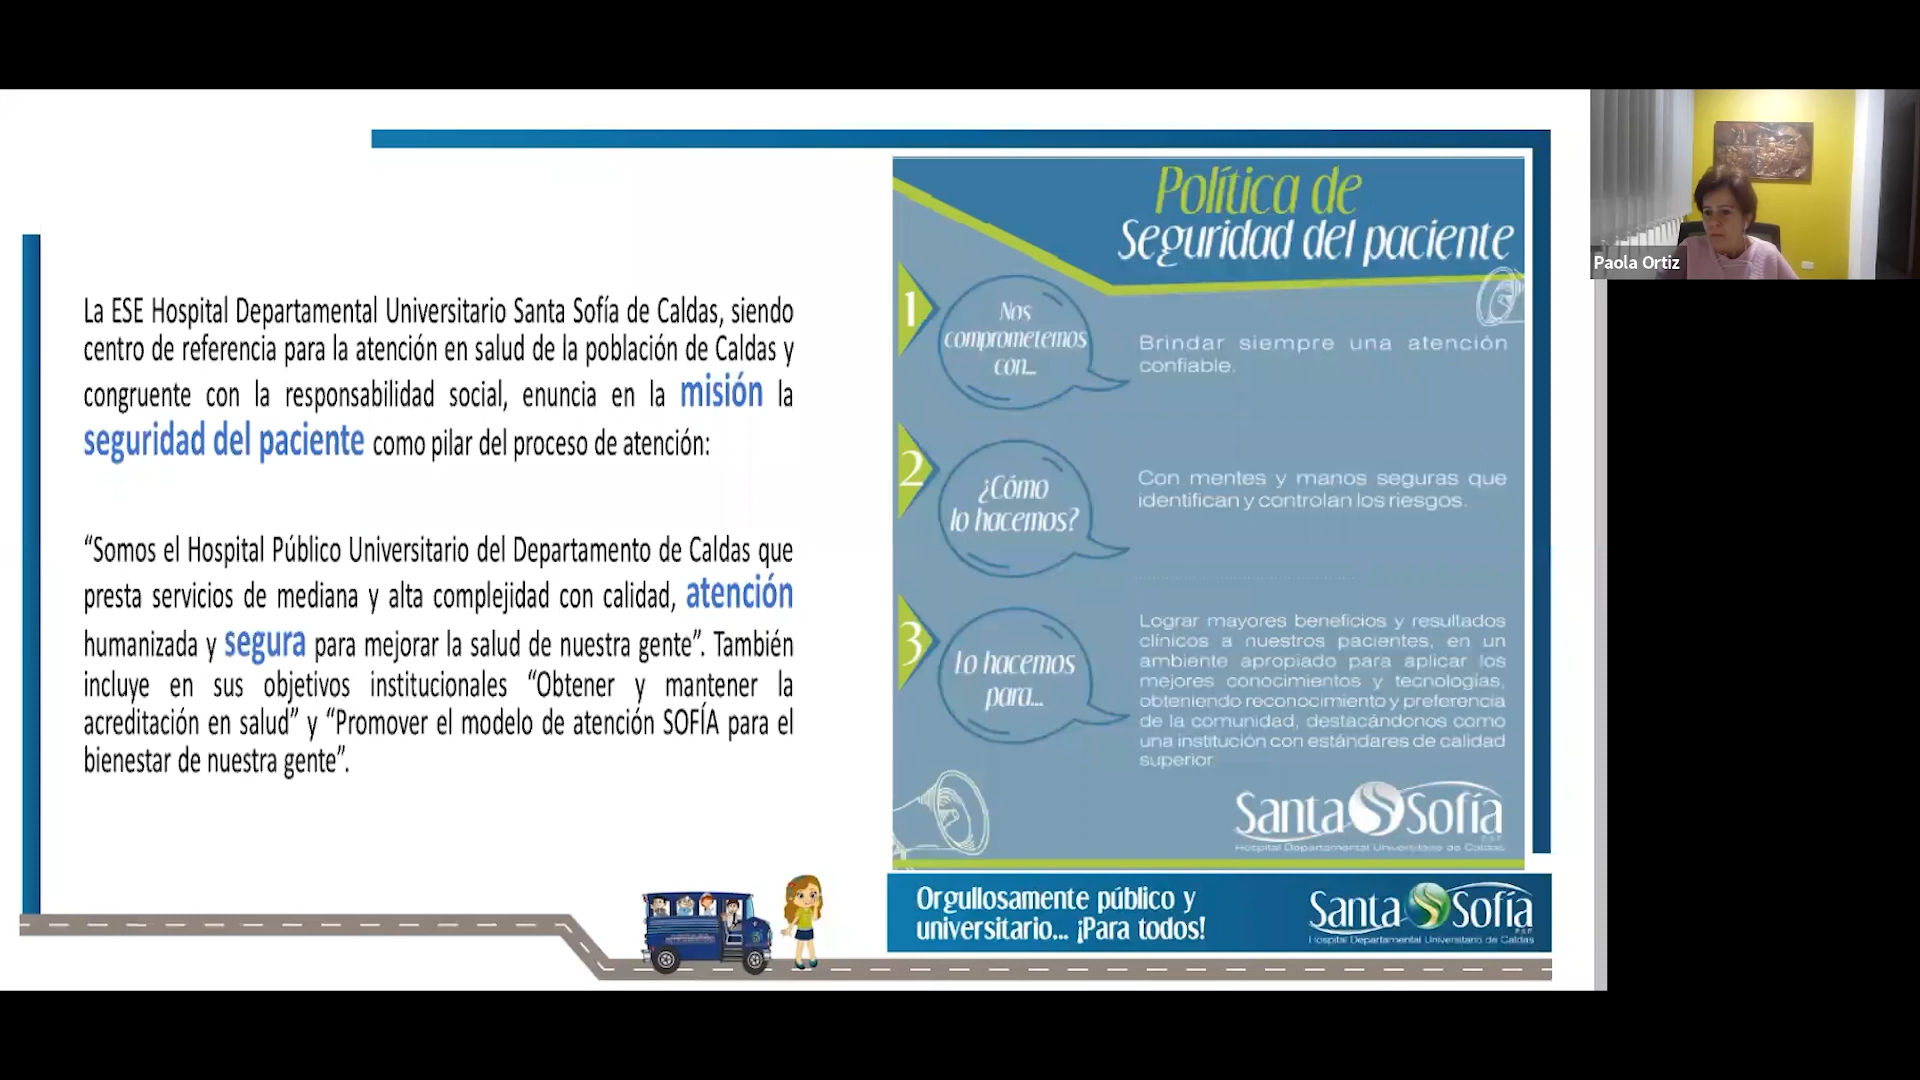 La ESE Hospital Departamental Universitario Santa Sofía de Caldas, siendo
centro de referencia para la atención en salud de la población de Caldas y
congruente con la responsabilidad social, enuncia en la misión la
seguridad del paciente como pilar del proceso de atención:
“Somos el Hospital Público Universitario del Departamento de Caldas que
presta servicios de mediana y alta complejidad con calidad, atención
humanizada y segura para mejorar la salud de nuestra gente”. También
incluye en sus objetivos institucionales “Obtener y mantener la
acreditación en salud” y “Promover el modelo de atención SOFÍA para el
bienestar de nuestra gente”.
Política de
Seguridad del paciente
1
Nos
comprometemos
con...
Brindar siempre una atención
confiable.
2
¿Cómo
lo hacemos?
Con mentes y manos seguras que
identifican y controlan los riesgos.
3
Lo hacemos
para...
Lograr mayores beneficios y resultados
clínicos a nuestros pacientes, en un
ambiente apropiado para aplicar los
mejores conocimientos y tecnologías,
obteniendo reconocimiento y preferencia
de la comunidad, destacándonos como
una institución con estándares de calidad
superior
Santa Sofía
E.S.E
Hospital Departamental Universitario de Caldas
Orgullosamente público y
universitario... ¡Para todos!
Santa Sofía
E.S.E
Hospital Departamental Universitario de Caldas
Paola Ortiz